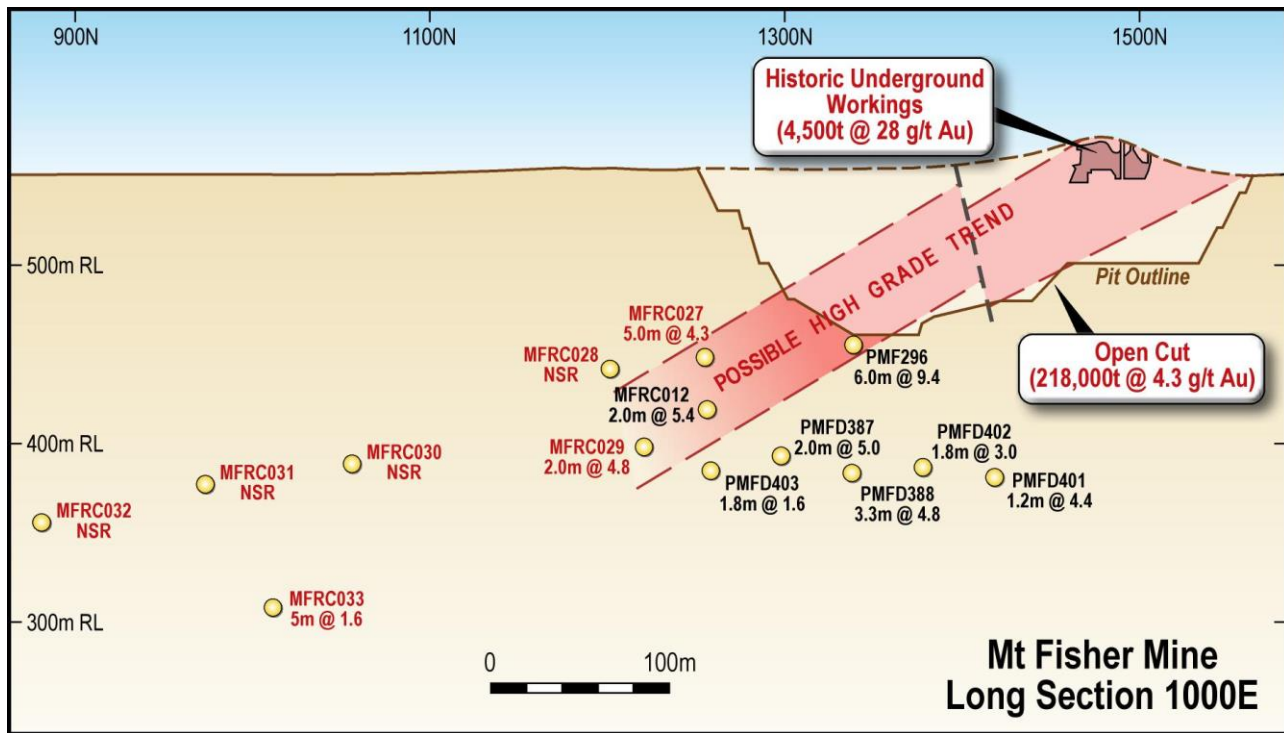 900N
1100N
1300N
1500N
Historic Underground
Workings
(4,500t @ 28 g/t Au)
500m RL
POSSIBLE HIGH GRADE TREND
Pit Outline
Open Cut
(218,000t @ 4.3 g/t Au)
MFRC027
5.0m @ 4.3
MFRC028
NSR
PMF296
6.0m @ 9.4
MFRC012
2.0m @ 5.4
400m RL
MFRC029
2.0m @ 4.8
PMFD387
2.0m @ 5.0
PMFD402
1.8m @ 3.0
MFRC030
NSR
MFRC031
NSR
PMFD403
1.8m @ 1.6
PMFD388
3.3m @ 4.8
PMFD401
1.2m @ 4.4
MFRC032
NSR
MFRC033
5m @ 1.6
300m RL
0
100m
Mt Fisher Mine
Long Section 1000E